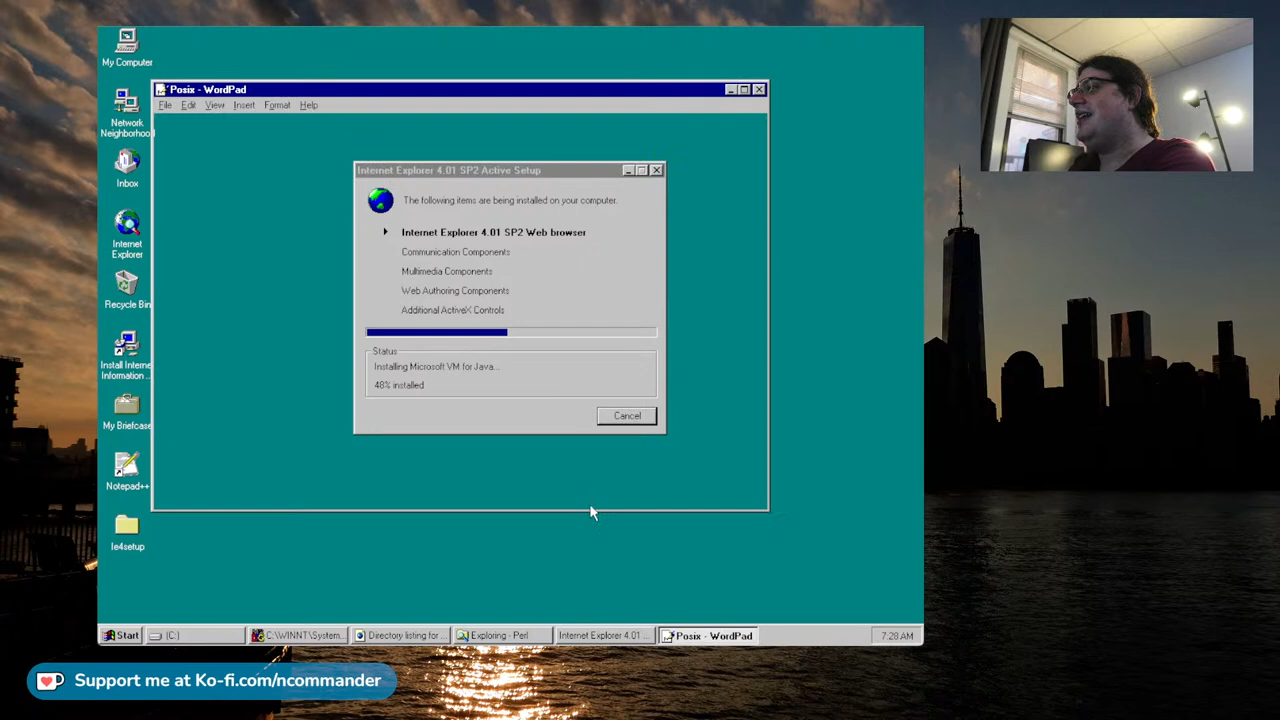 My Computer
Network
Neighborhood
Inbox
Internet
Explorer
Recycle Bin
Install Interne
Information ...
My Briefcase
Notepad++
Ie4setup
Posix - WordPad
File Edit View Insert Format Help
Internet Explorer 4.01 SP2 Active Setup
The following items are being installed on your computer.
Internet Explorer 4.01 SP2 Web browser
Communication Components
Multimedia Components
Web Authoring Components
Additional ActiveX Controls
Status
Installing Microsoft VM for Java...
48% installed
Cancel
Start (C:) C:\WINNT\System... Directory listing for ... Exploring - Perl Internet Explorer 4.01 ... Posix - WordPad 7:28 AM
Support me at Ko-fi.com/ncommander